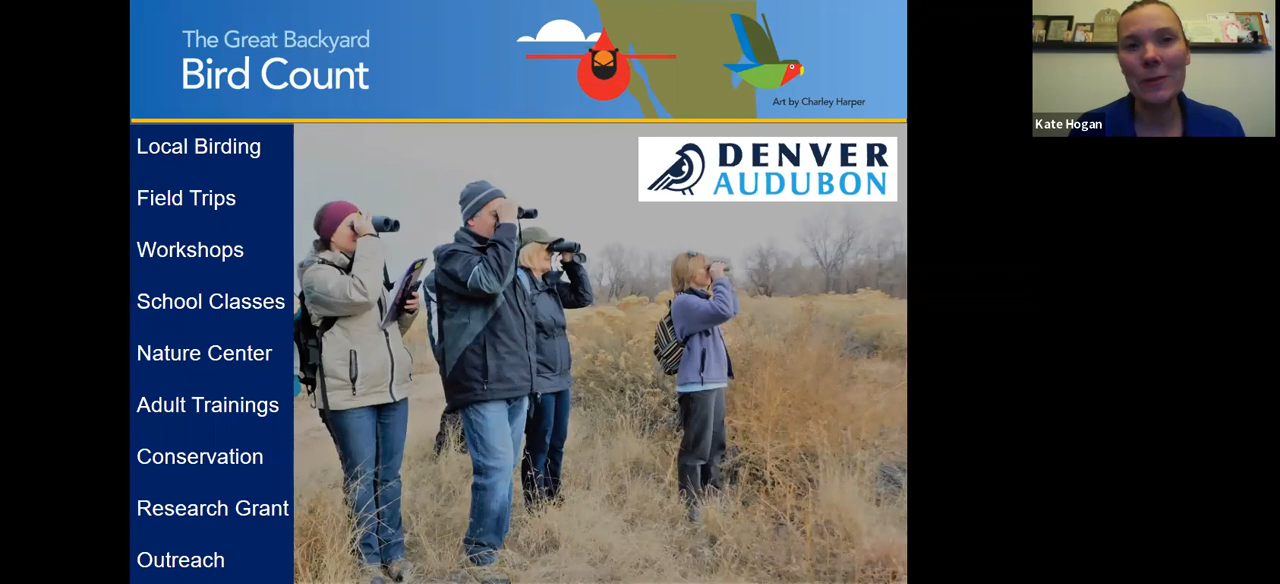 The Great Backyard
Bird Count
Art by Charley Harper
Kate Hogan
DENVER
AUDUBON
Local Birding
Field Trips
Workshops
School Classes
Nature Center
Adult Trainings
Conservation
Research Grant
Outreach